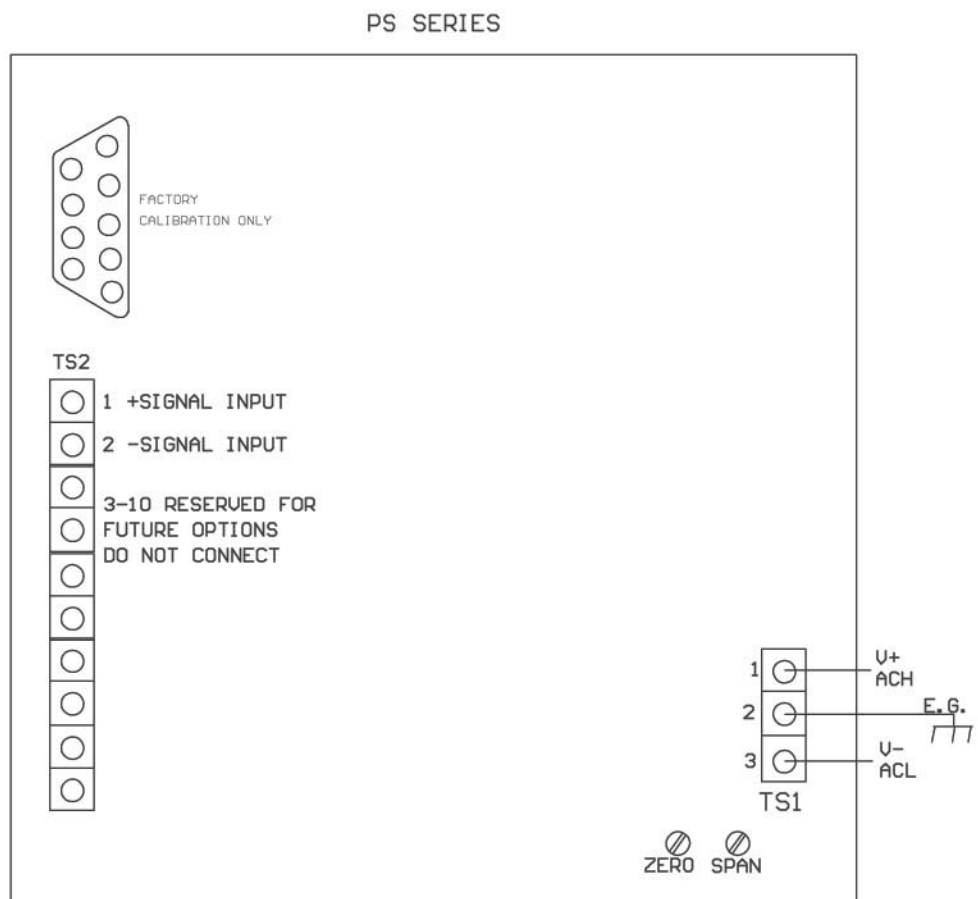 PS SERIES
FACTORY
CALIBRATION ONLY
TS2
1 +SIGNAL INPUT
2 -SIGNAL INPUT
3-10 RESERVED FOR
FUTURE OPTIONS
DO NOT CONNECT
1
V+
ACH
2
E.G.
3
V-
ACL
TS1
ZERO SPAN